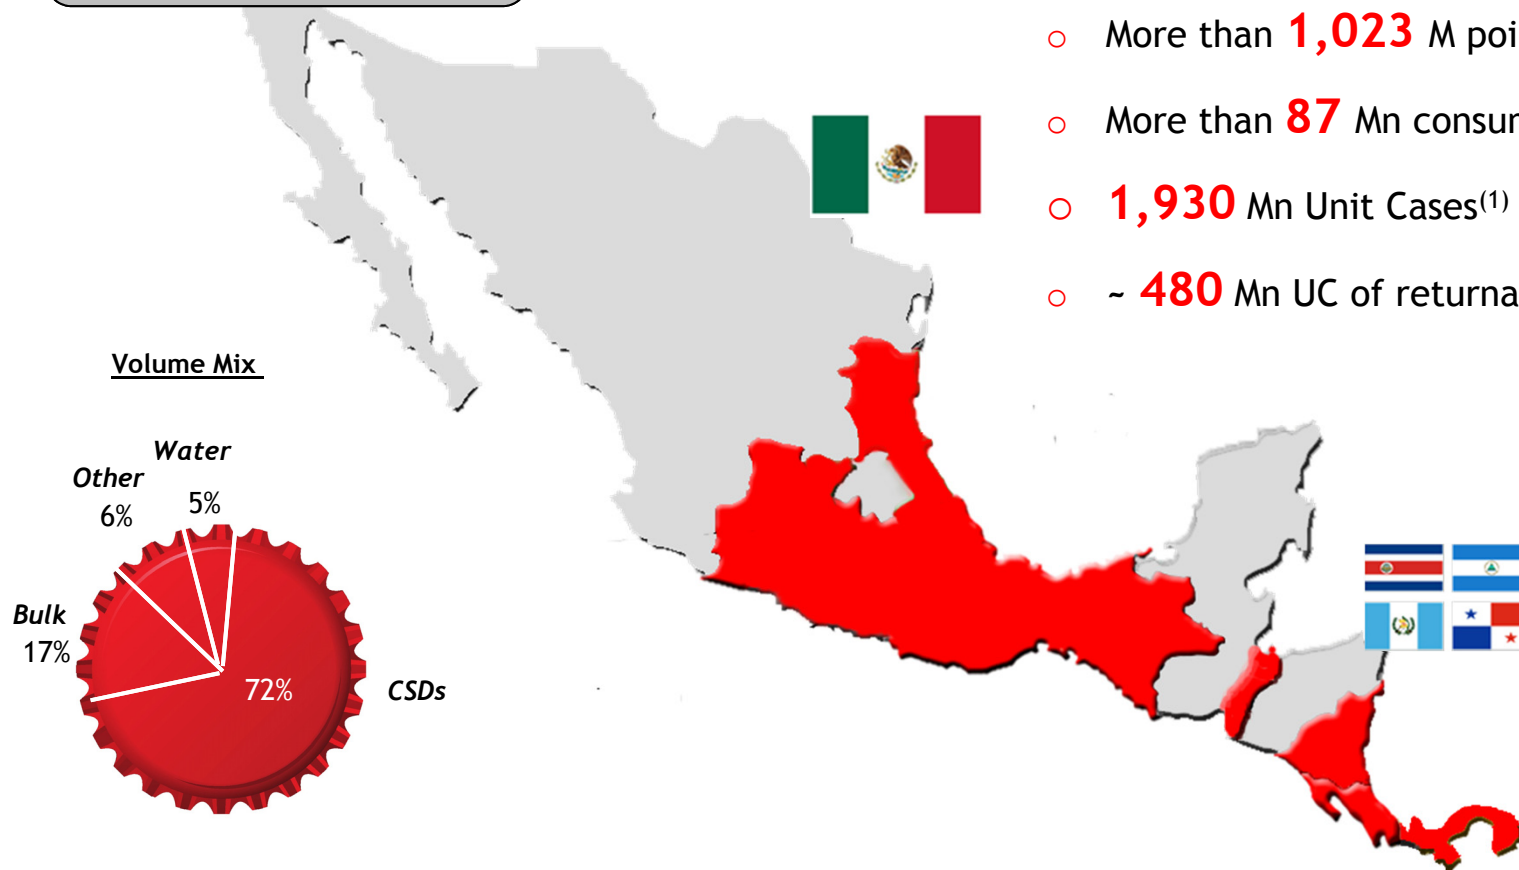 More than 1,023 M poi
More than 87 Mn consu
1,930 Mn Unit Cases(1)
~ 480 Mn UC of returna
Volume Mix
Water
Other
5%
6%
Bulk
17%
72%
CSDs